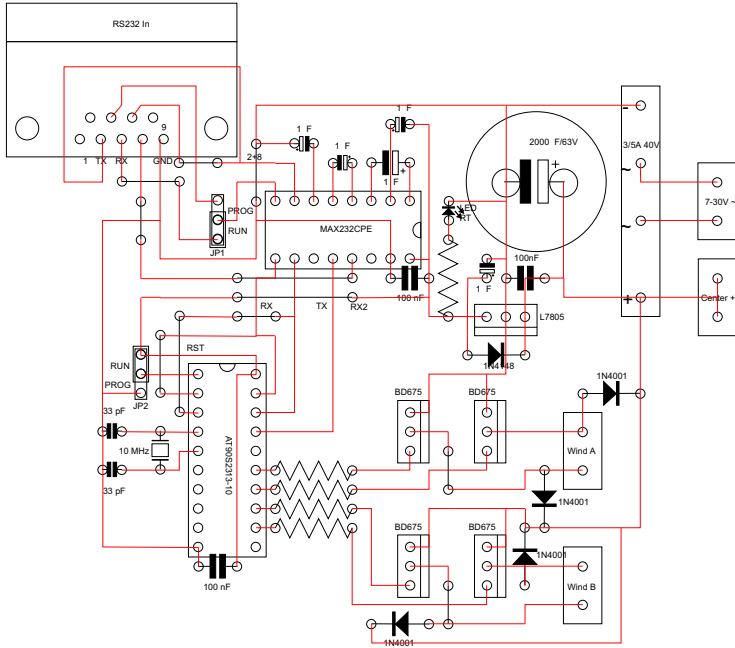 RS232 In
9
1 TX RX GND
2+8
1 F
1 F
1 F
1 F
2000 F/63V
+
+
-
3/5A 40V
~
~
+
7-30V ~
Center +
PROG
RUN
JP1
MAX232CPE
LED
RT
100nF
1 F
100 nF
L7805
1N4148
RX TX RX2
RST
RUN
PROG
JP2
33 pF
10 MHz
33 pF
AT90S2313-10
100 nF
BD675
BD675
1N4001
Wind A
1N4001
BD675
BD675
1N4001
Wind B
1N4001